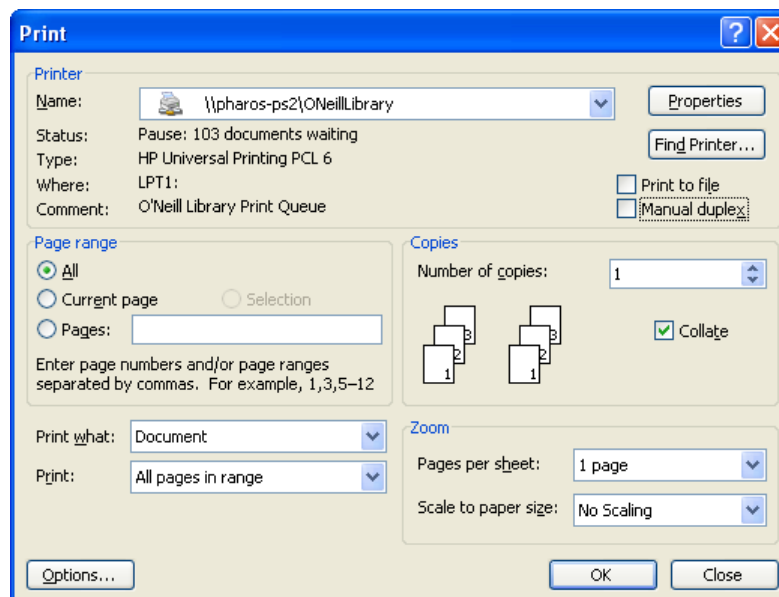 Print
Printer
Name: \\pharos-ps2\ONeillLibrary Properties
Status: Pause: 103 documents waiting
Type: HP Universal Printing PCL 6 Find Printer...
Where: LPT1: Print to file
Comment: O'Neill Library Print Queue Manual duplex
Page range
All
Current page Selection
Pages:
Enter page numbers and/or page ranges
separated by commas. For example, 1,3,5–12
Copies
Number of copies: 1
3 3
2 2
1 1
Collate
Print what: Document
Print: All pages in range
Zoom
Pages per sheet: 1 page
Scale to paper size: No Scaling
Options... OK Close